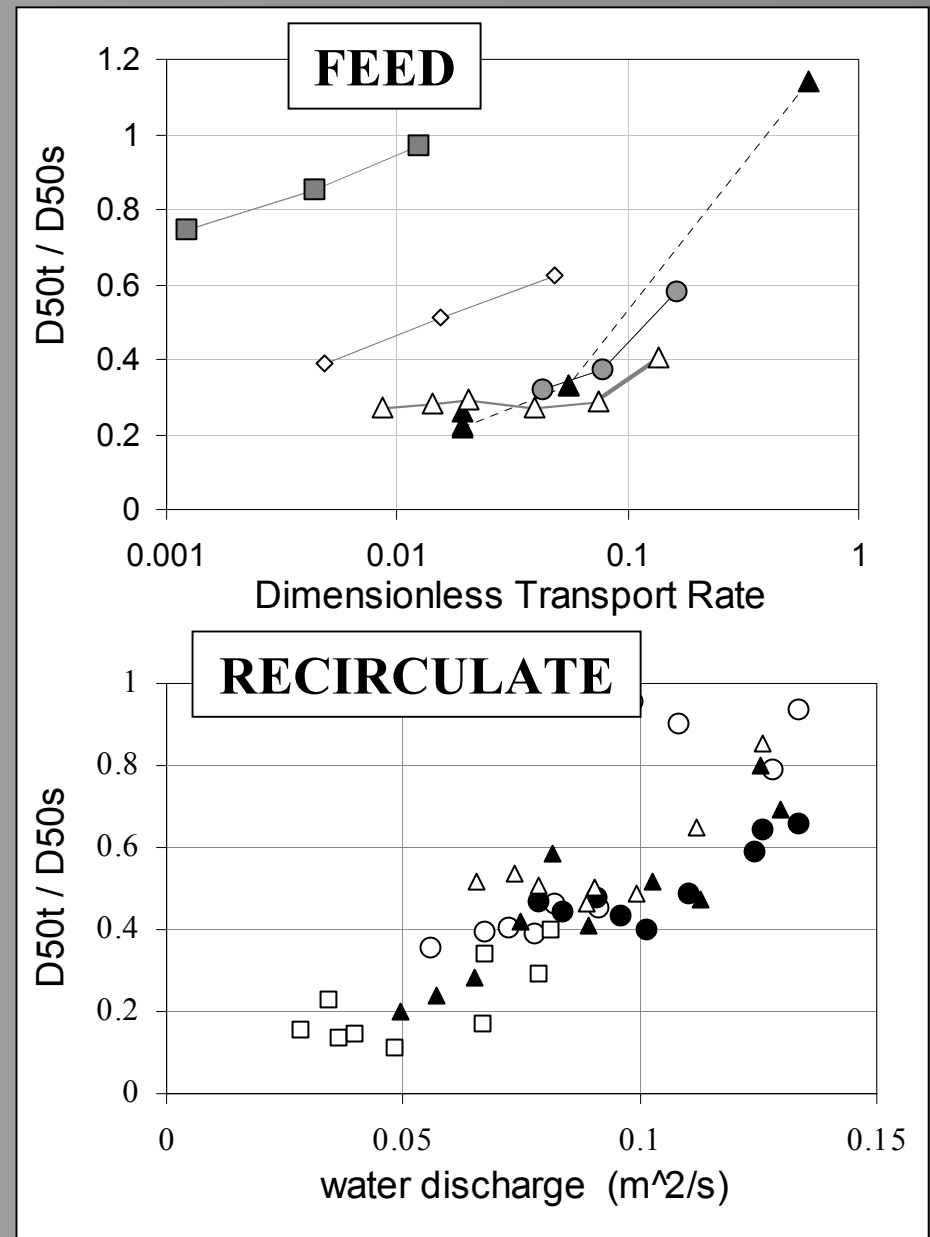 FEED
1.2
1
0.8
0.6
0.4
0.2
0
D50t / D50s
0.001 0.01 0.1 1
Dimensionless Transport Rate
RECIRCULATE
1
0.8
0.6
0.4
0.2
0
D50t / D50s
0 0.05 0.1 0.15
water discharge (m^2/s)